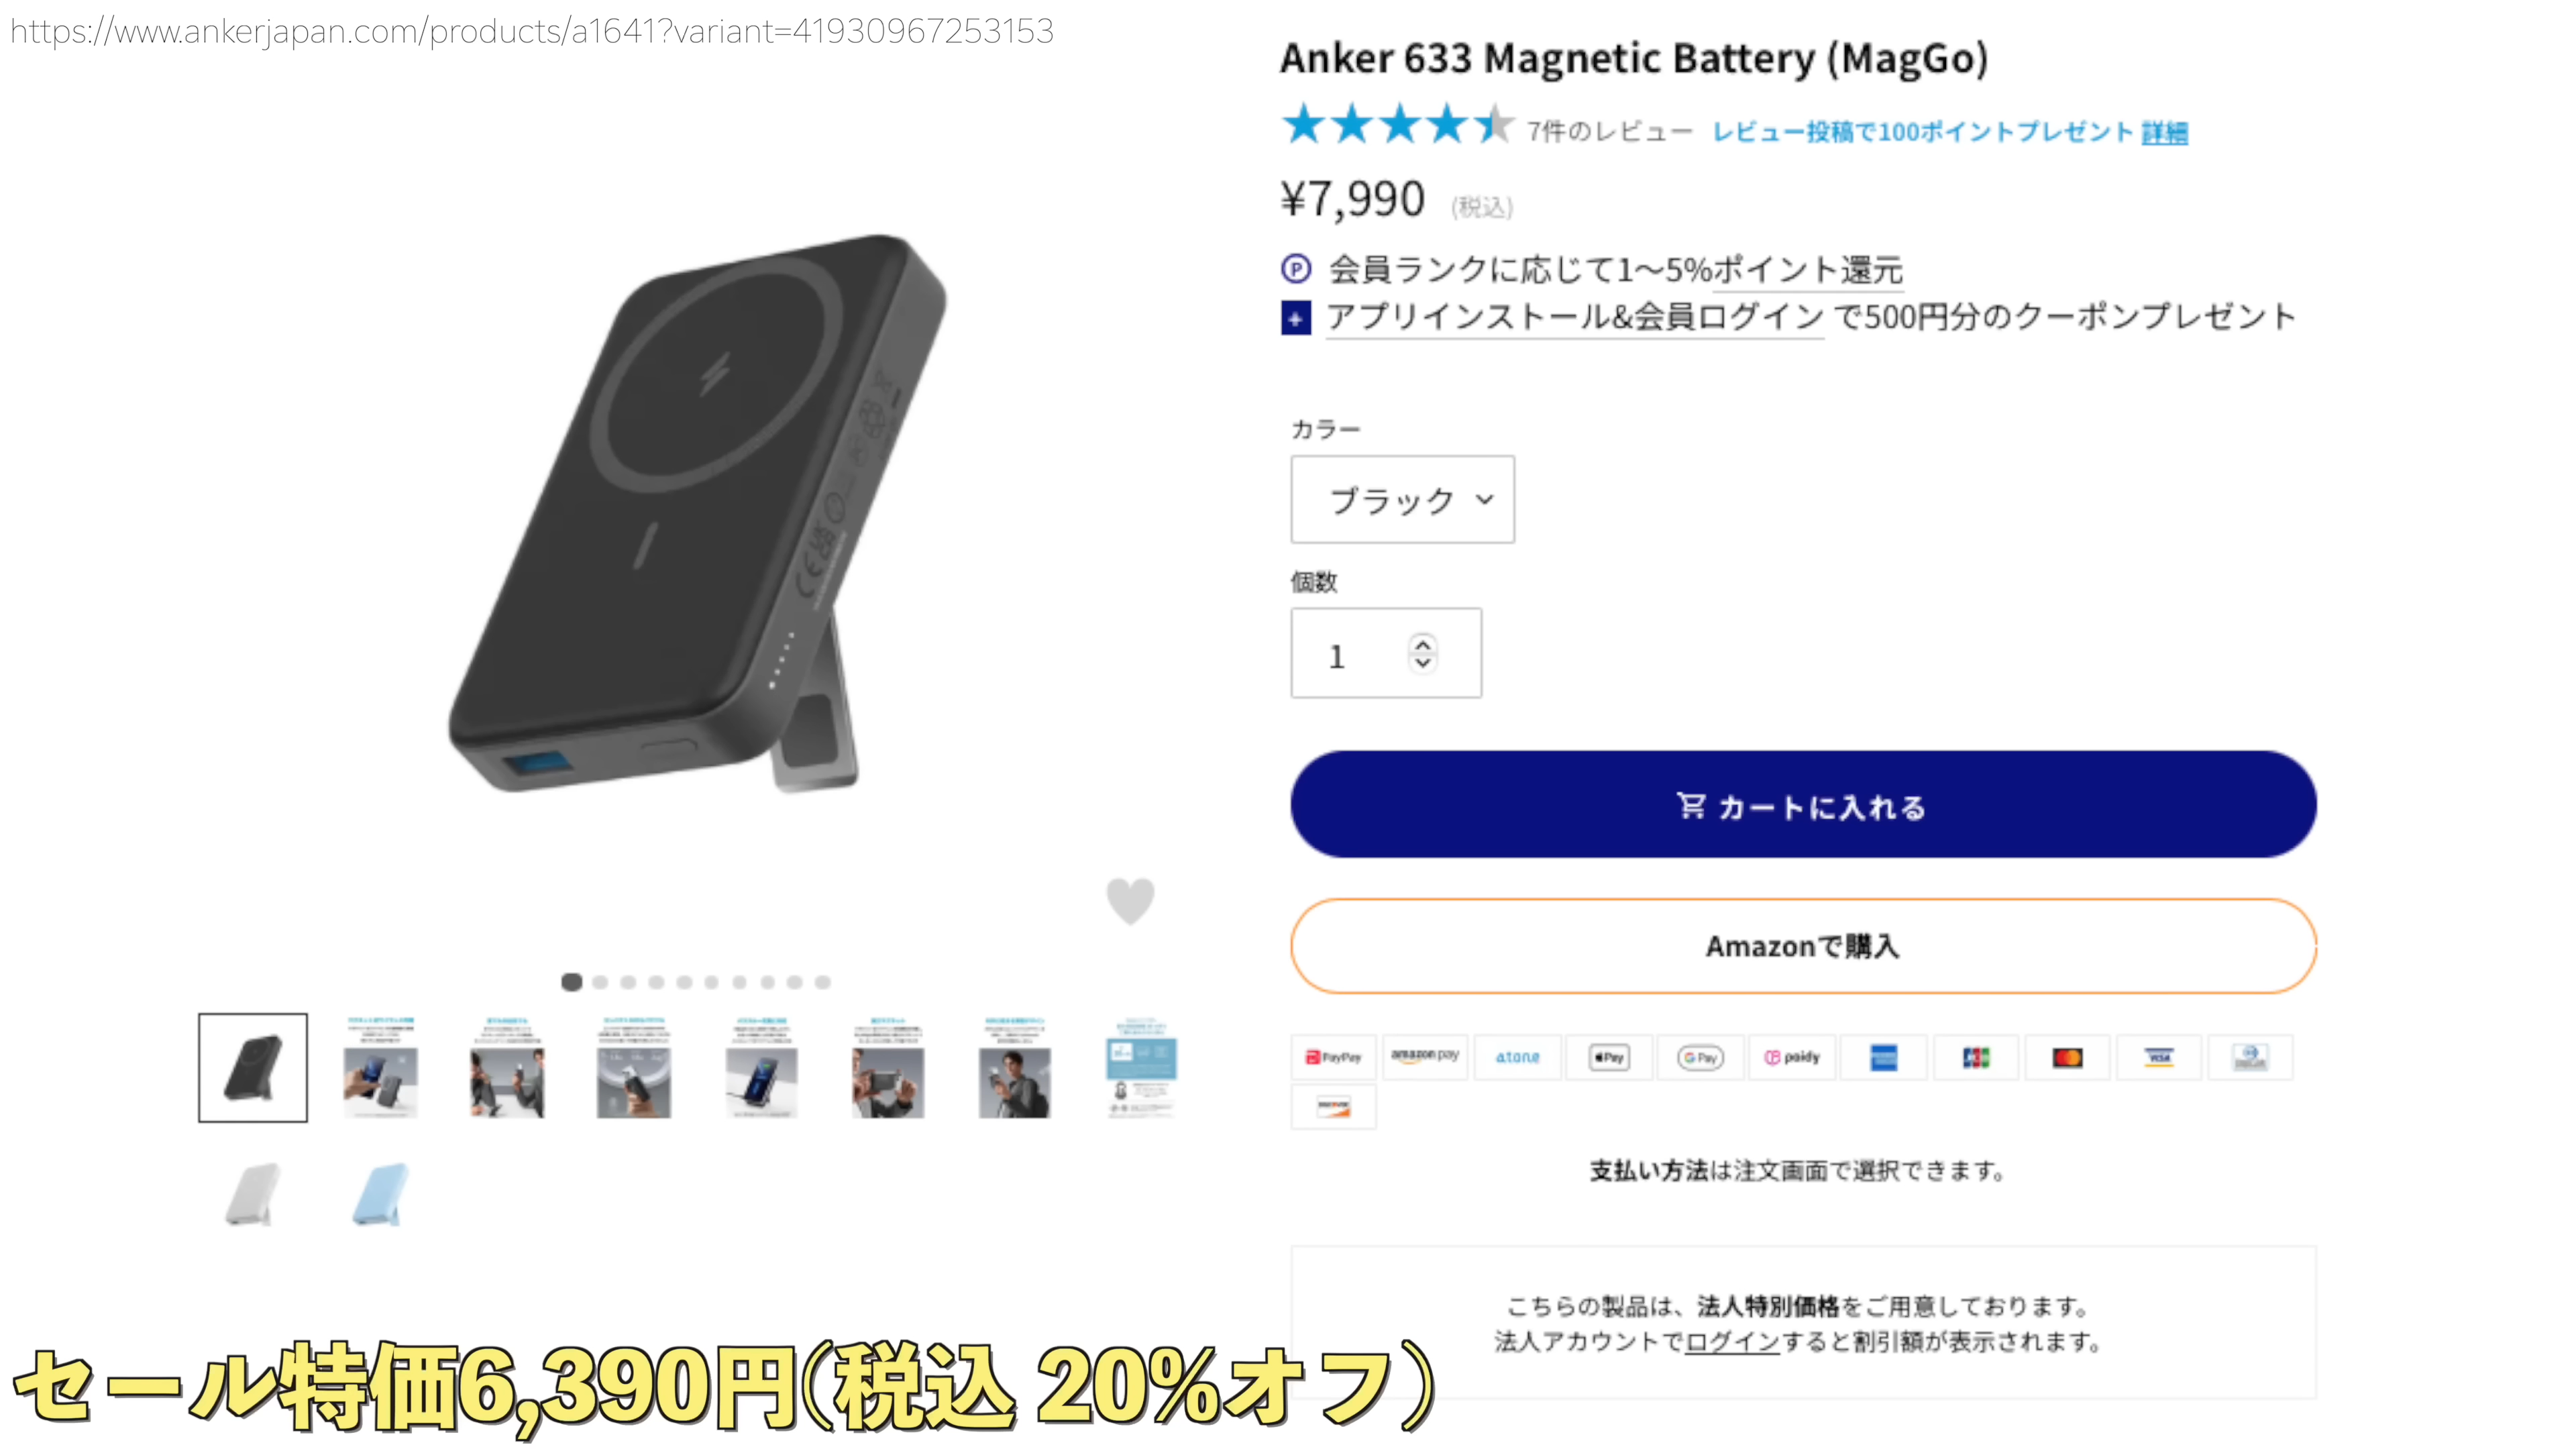 https://www.ankerjapan.com/products/a1641?variant=41930967253153
Anker 633 Magnetic Battery (MagGo)
7件のレビュー レビュー投稿で100ポイントプレゼント 詳細
¥7,990 (税込)
P 会員ランクに応じて1～5%ポイント還元
+ アプリインストール&会員ログイン で500円分のクーポンプレゼント
カラー
ブラック
個数
1
カートに入れる
Amazonで購入
PayPay amazon pay atone Pay G Pay paidy JCB VISA
支払い方法は注文画面で選択できます。
こちらの製品は、法人特別価格をご用意しております。
法人アカウントでログインすると割引額が表示されます。
セール特価6,390円(税込 20%オフ)